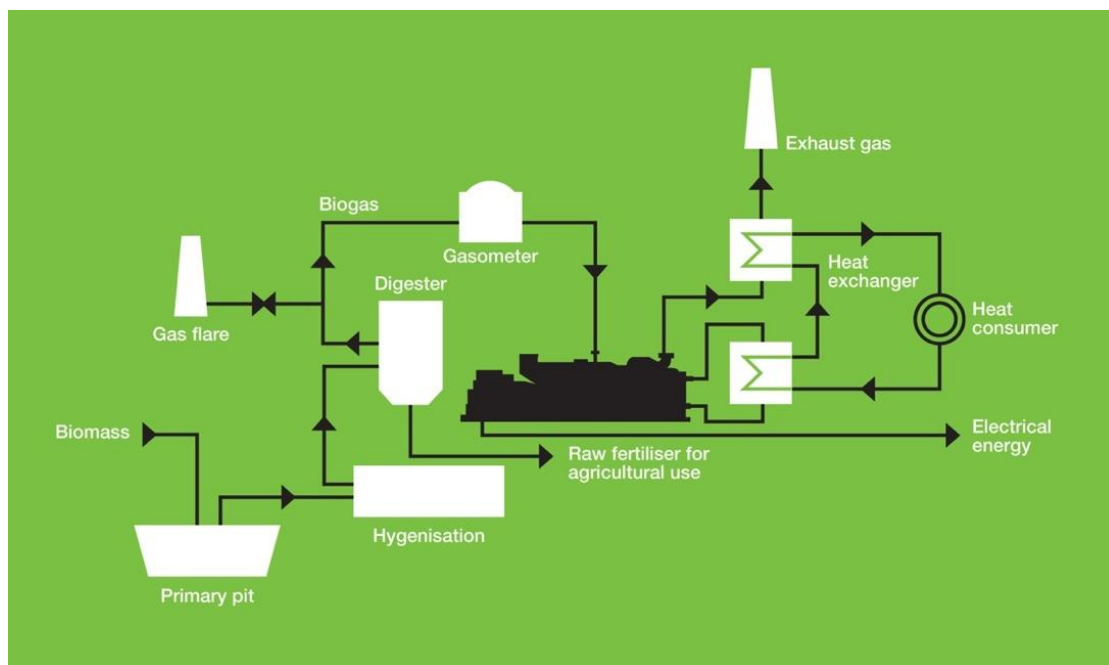 Exhaust gas
Biogas
Gasometer
Heat
exchanger
Digester
Gas flare
Heat
consumer
Biomass
Electrical
energy
Raw fertiliser for
agricultural use
Hygenisation
Primary pit